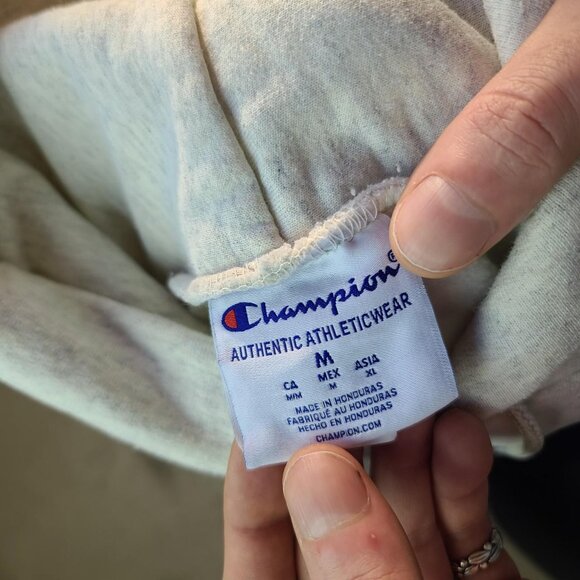 Champion®
AUTHENTIC ATHLETICWEAR
M
CA MEX ASIA
M/M M XL
MADE IN HONDURAS
FABRIQUÉ AU HONDURAS
HECHO EN HONDURAS
CHAMPION.COM